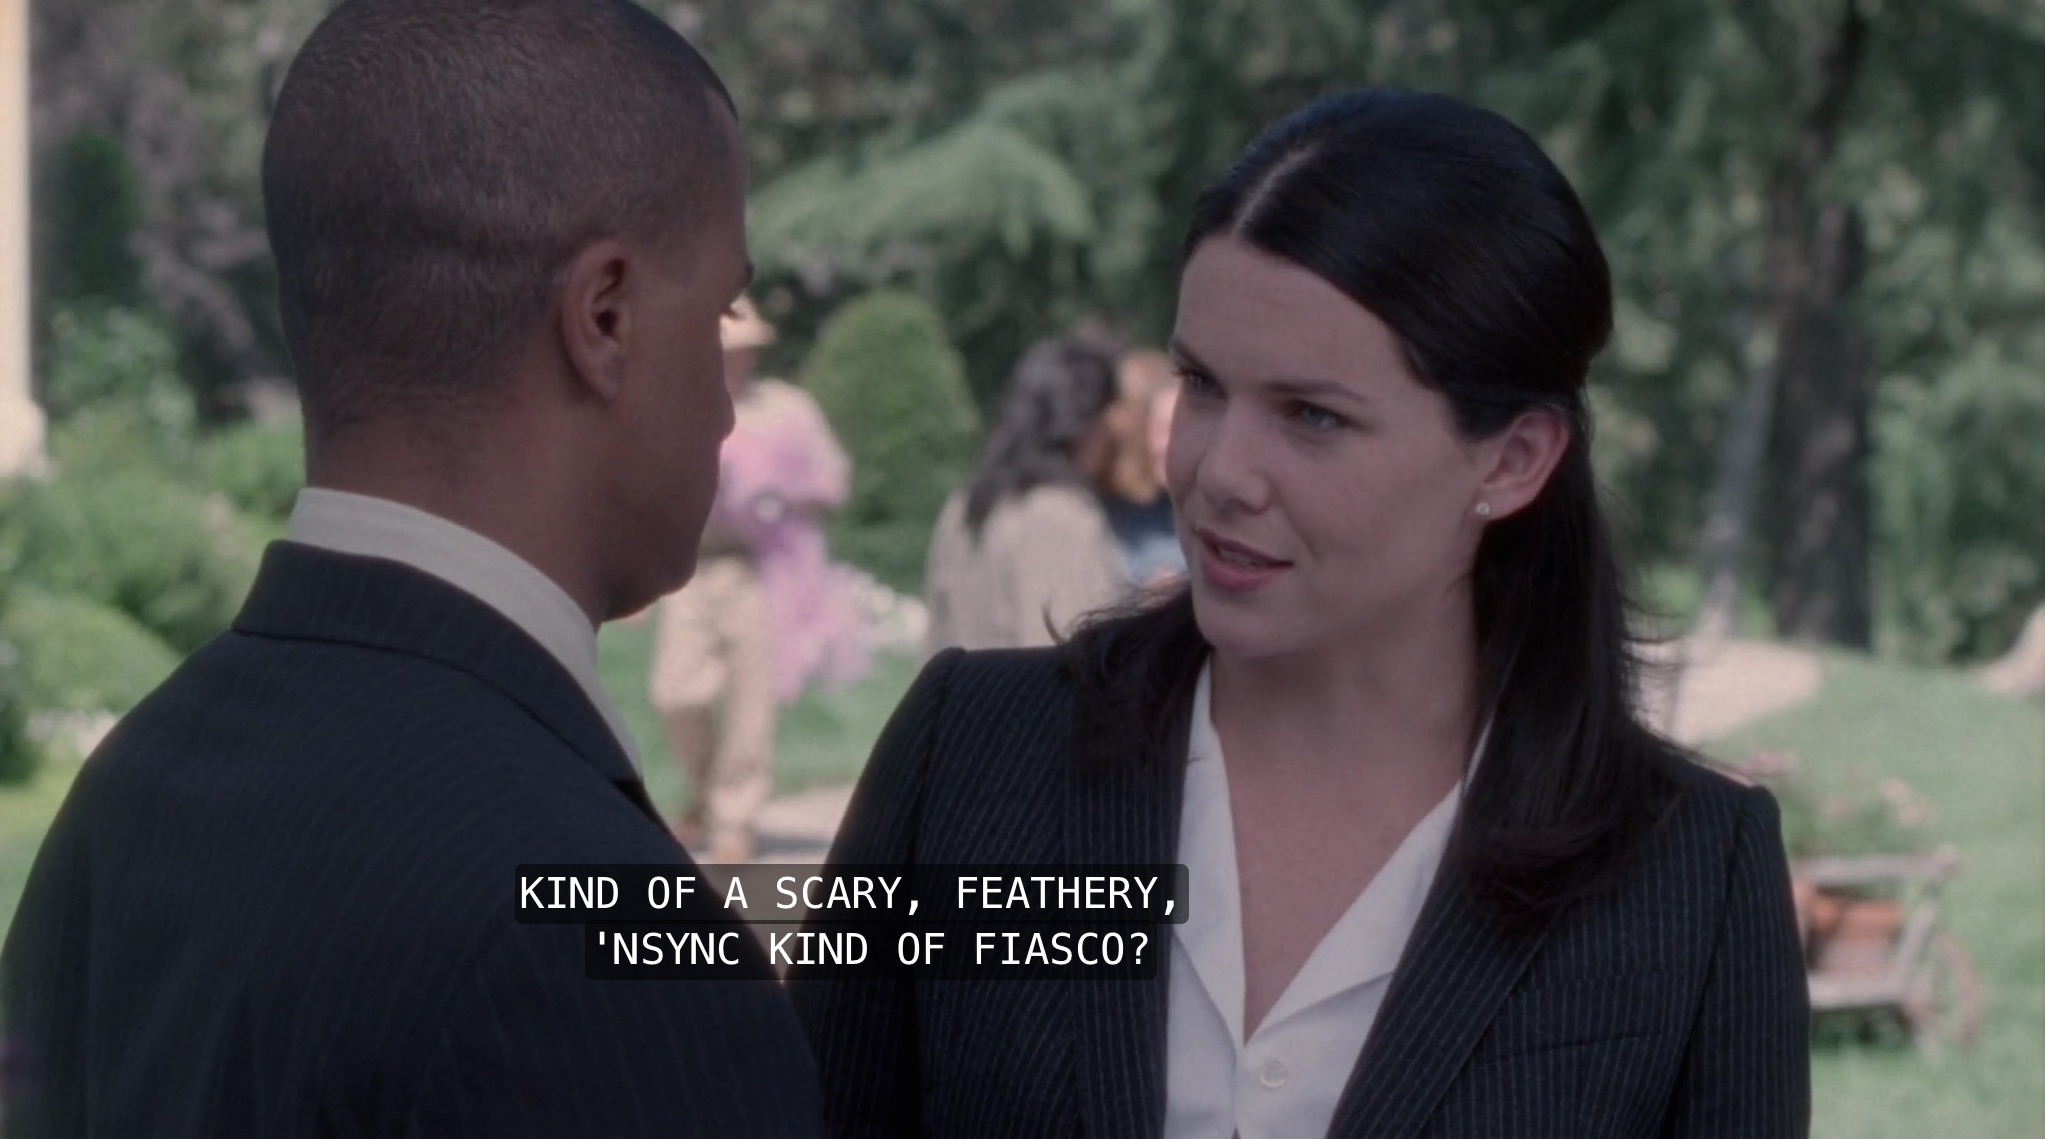 KIND OF A SCARY, FEATHERY,
'NSYNC KIND OF FIASCO?